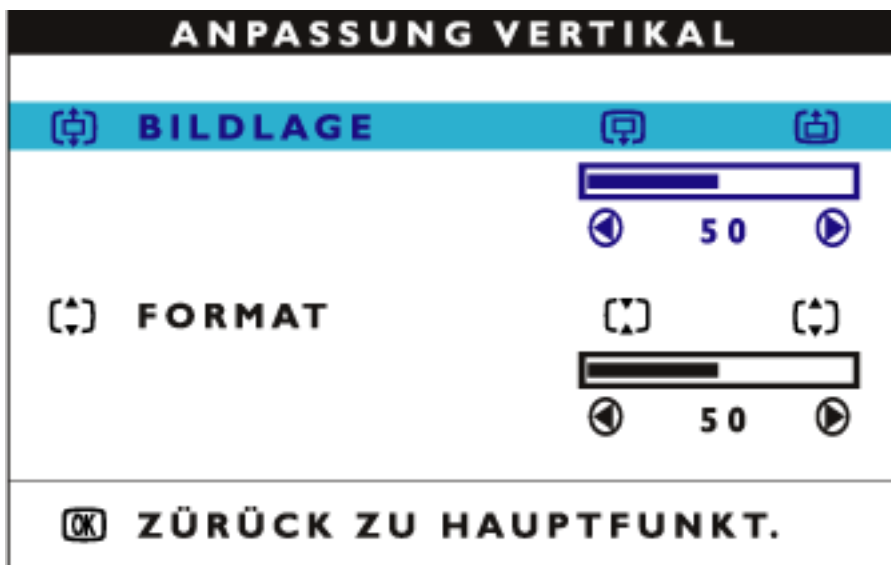 ANPASSUNG VERTIKAL
BILDLAGE
50
FORMAT
50
OK ZÜRÜCK ZU HAUPTFUNKT.